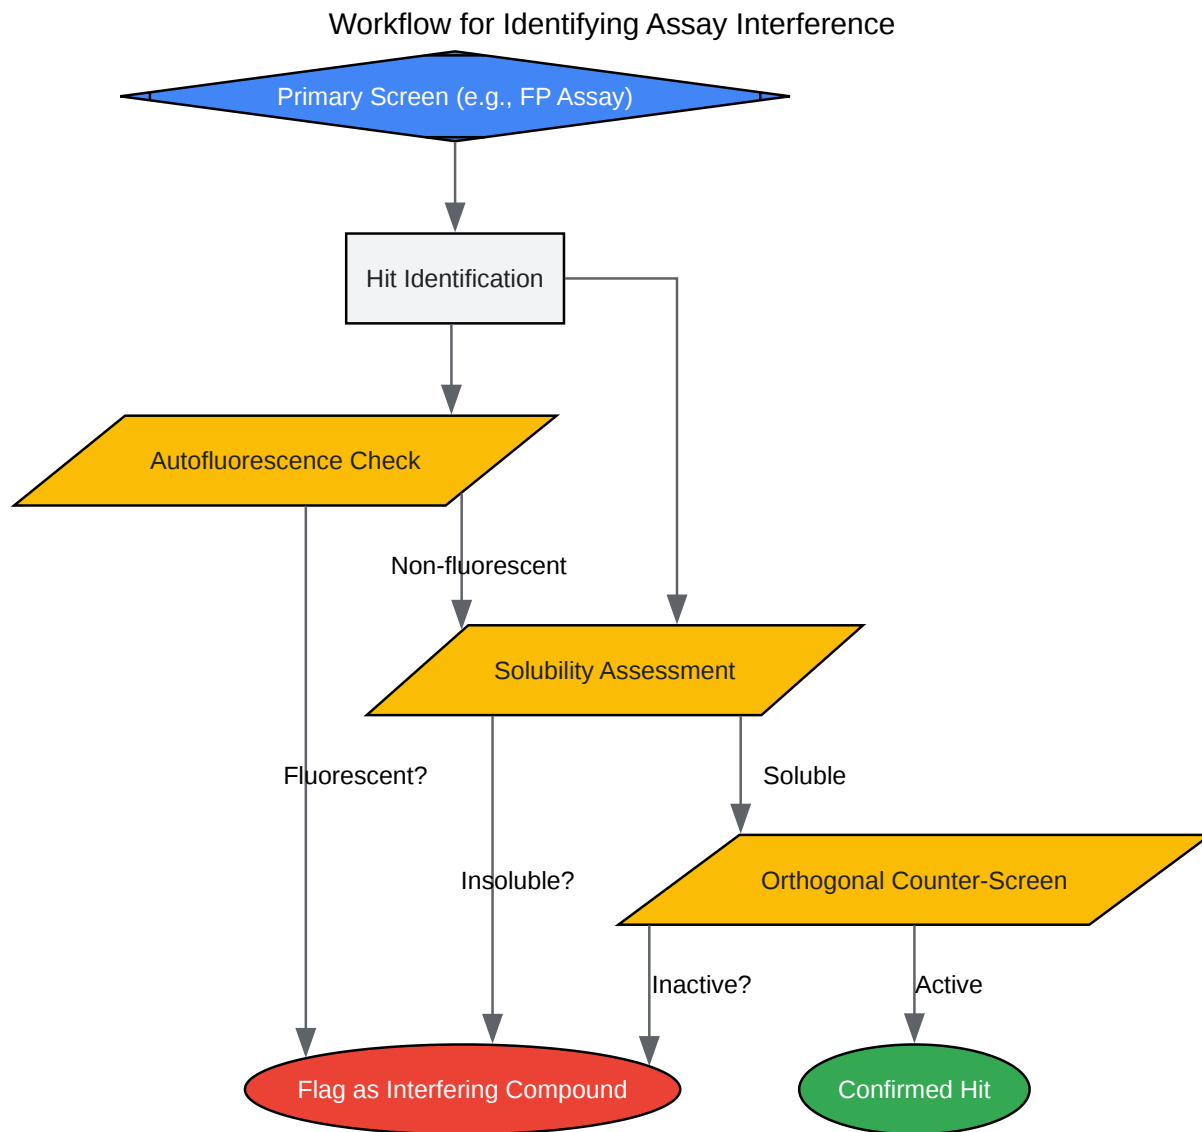 Workflow for Identifying Assay Interference
Primary Screen (e.g., FP Assay)
Hit Identification
Autofluorescence Check
Non-fluorescent
Solubility Assessment
Fluorescent?
Soluble
Insoluble?
Orthogonal Counter-Screen
Inactive?
Active
Flag as Interfering Compound
Confirmed Hit